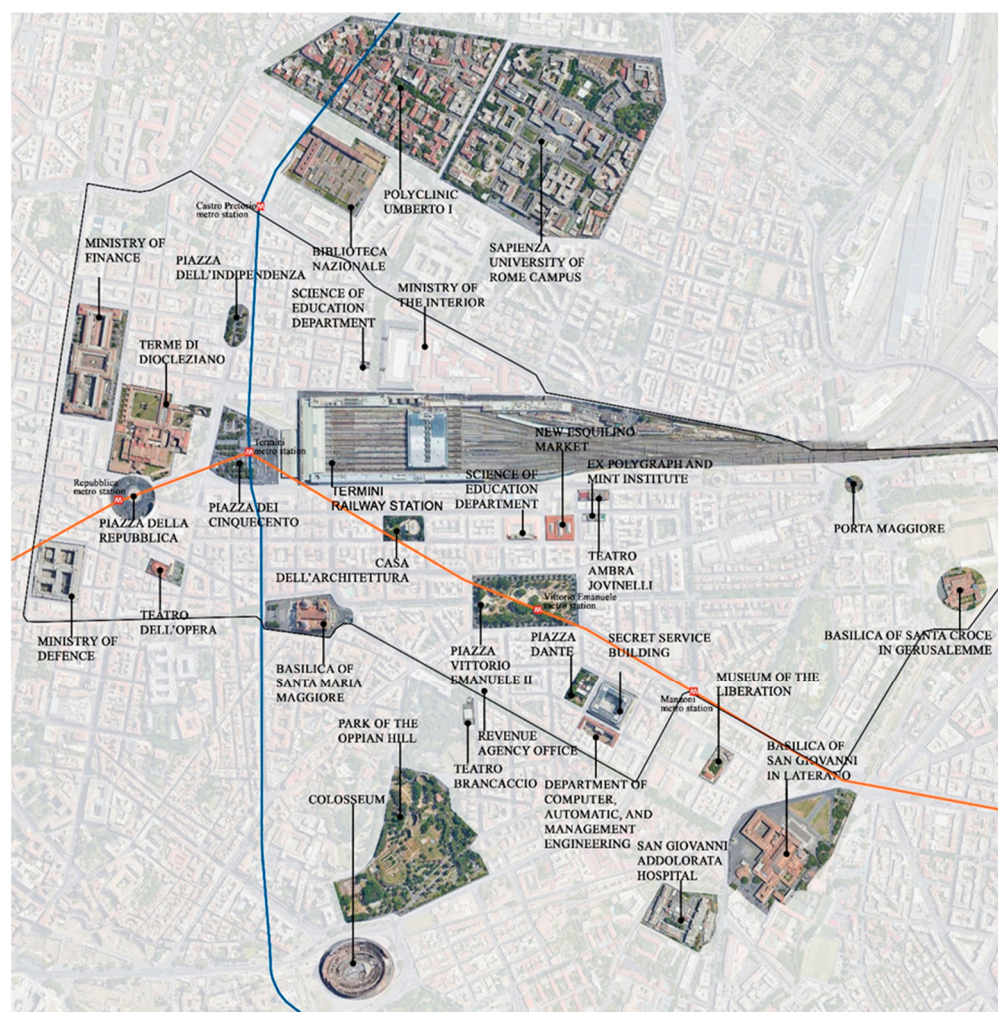 POLYCLINIC
UMBERTO I
Castro Pretorio
metro station
SAPIENZA
UNIVERSITY OF
ROME CAMPUS
MINISTRY OF
FINANCE
BIBLIOTECA
NAZIONALE
PIAZZA
DELL'INDIPENDENZA
MINISTRY OF
THE INTERIOR
SCIENCE OF
EDUCATION
DEPARTMENT
TERME DI
DIOCLEZIANO
NEW ESQUILINO
MARKET
Termini
metro station
EX POLYGRAPH AND
MINT INSTITUTE
SCIENCE OF
EDUCATION
DEPARTMENT
Repubblica
metro station
TERMINI
RAILWAY STATION
PIAZZA DEI
CINQUECENTO
PIAZZA DELLA
REPUBBLICA
PORTA MAGGIORE
TEATRO
AMBRA
JOVINELLI
CASA
DELL'ARCHITETTURA
Vittorio Emanuele
metro station
TEATRO
DELL'OPERA
MINISTRY OF
DEFENCE
PIAZZA
DANTE
SECRET SERVICE
BUILDING
BASILICA OF SANTA CROCE
IN GERUSALEMME
PIAZZA
VITTORIO
EMANUELE II
BASILICA OF
SANTA MARIA
MAGGIORE
MUSEUM OF THE
LIBERATION
Manzoni
metro station
PARK OF THE
OPPIAN HILL
REVENUE
AGENCY OFFICE
BASILICA OF
SAN GIOVANNI
IN LATERANO
TEATRO
BRANCACCIO
DEPARTMENT OF
COMPUTER,
AUTOMATIC, AND
MANAGEMENT
ENGINEERING
COLOSSEUM
SAN GIOVANNI
ADDOLORATA
HOSPITAL